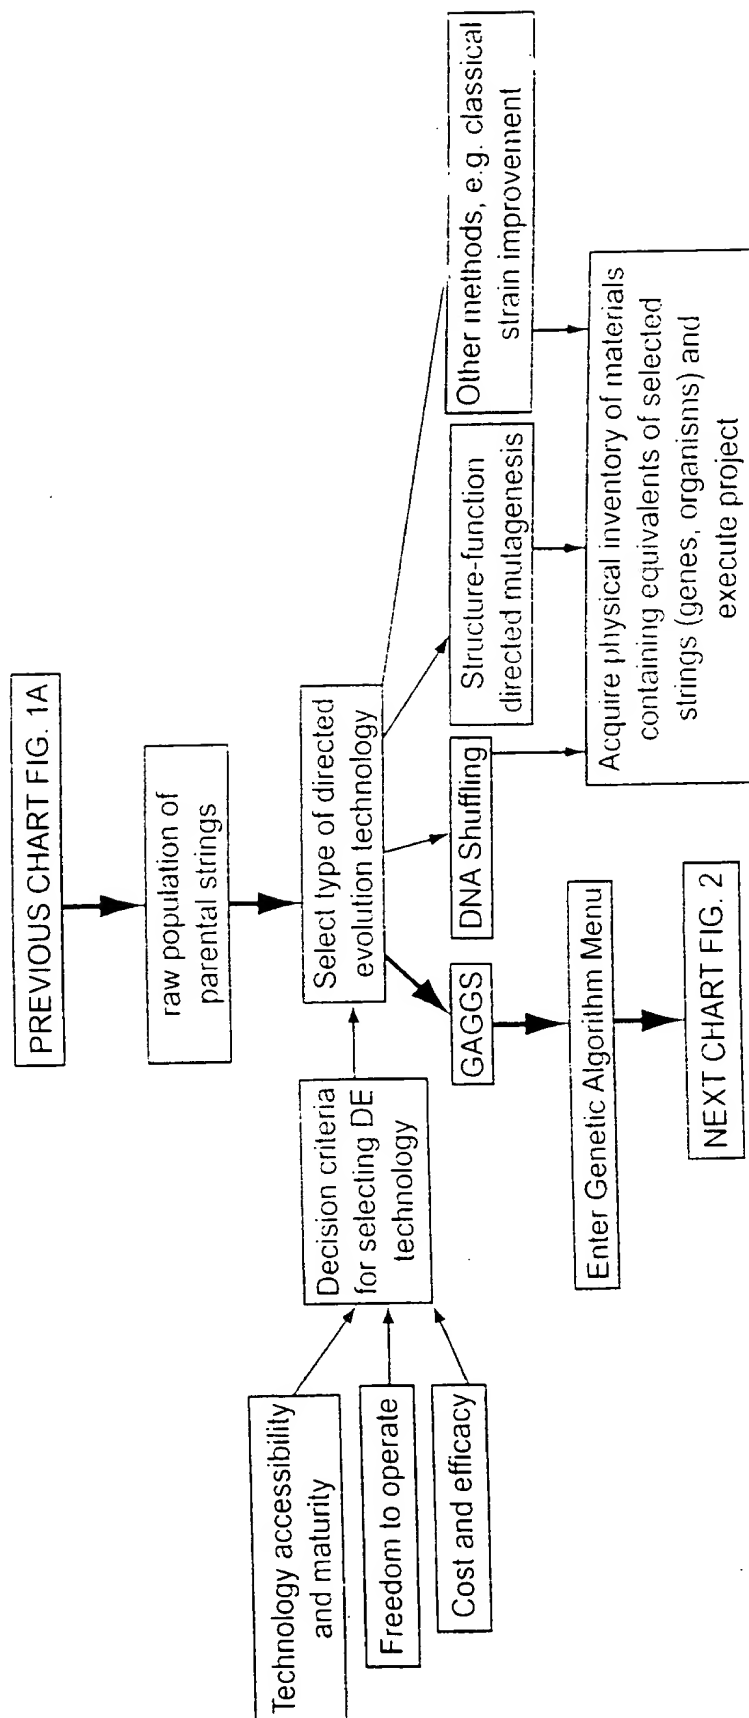 PREVIOUS CHART FIG. 1A
raw population of
parental strings
Technology accessibility
and maturity
Freedom to operate
Cost and efficacy
Decision criteria
for selecting DE
technology
Select type of directed
evolution technology
GAGGS
DNA Shuffling
Structure-function
directed mutagenesis
Other methods, e.g. classical
strain improvement
Enter Genetic Algorithm Menu
Acquire physical inventory of materials
containing equivalents of selected
strings (genes, organisms) and
execute project
NEXT CHART FIG. 2